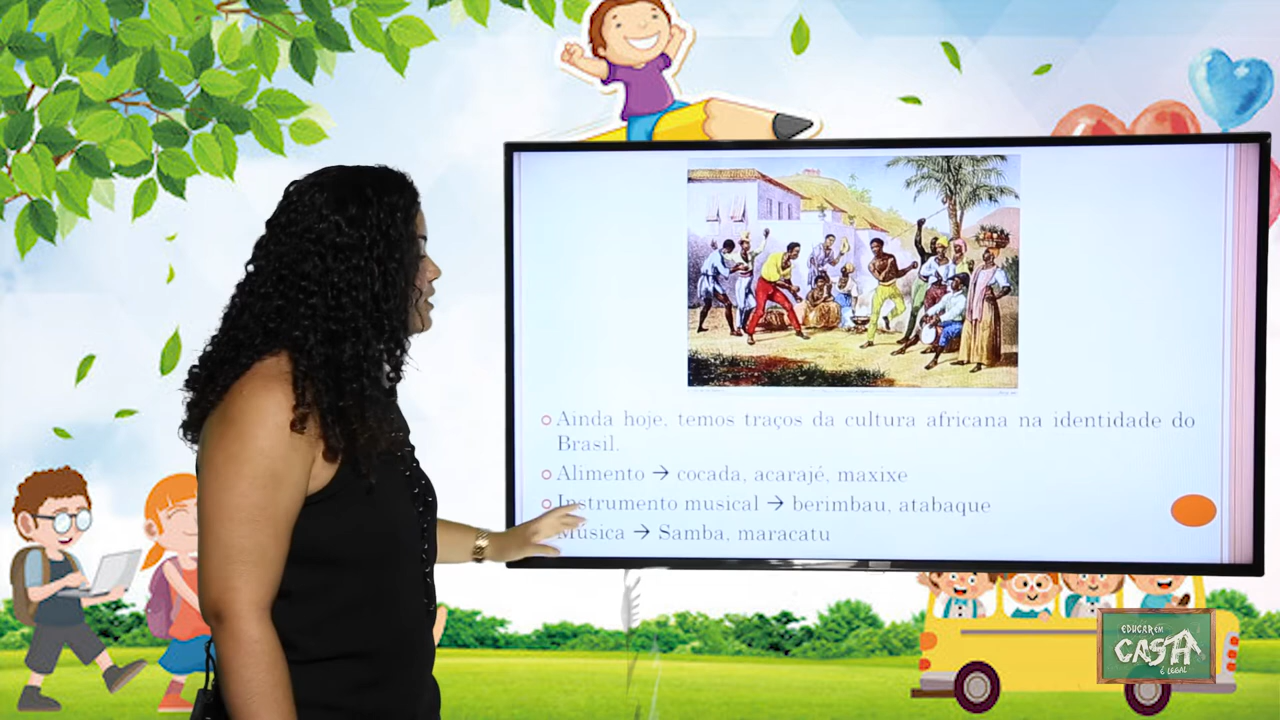 Ainda hoje, temos traços da cultura africana na identidade do
Brasil.
Alimento → cocada, acarajé, maxixe
Instrumento musical → berimbau, atabaque
Música → Samba, maracatu
EDUCAR EM
CASA
É LEGAL